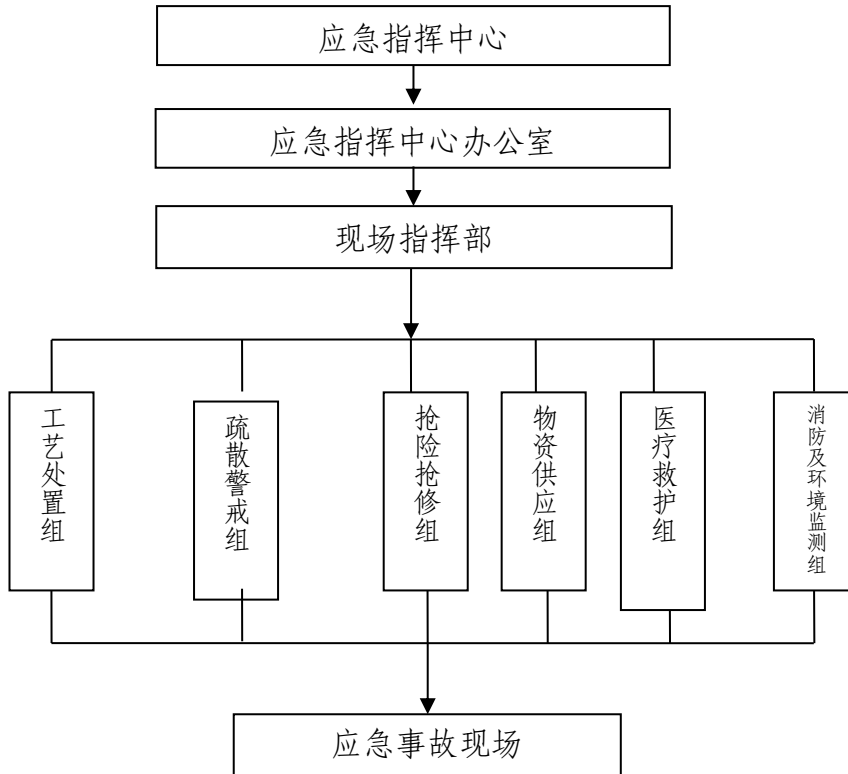 应急指挥中心
应急指挥中心办公室
现场指挥部
工艺处置组
疏散警戒组
抢险抢修组
物资供应组
医疗救护组
消防及环境监测组
应急事故现场